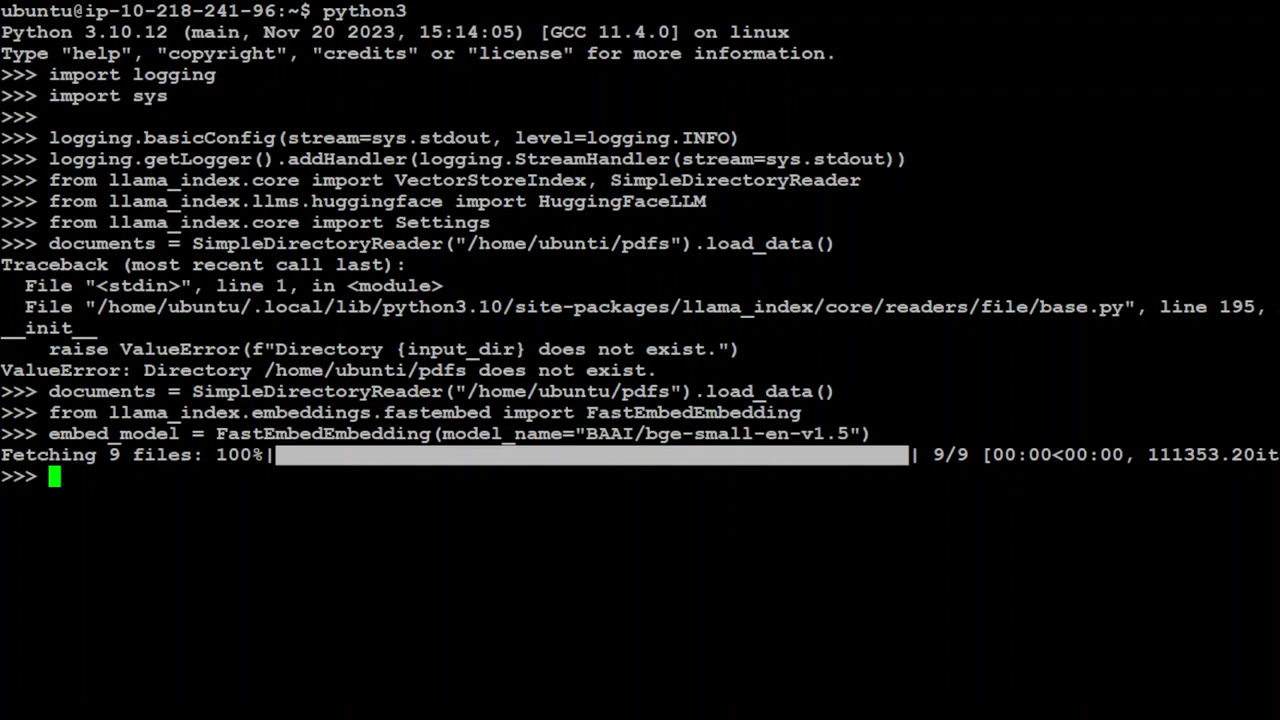 ubuntu@ip-10-218-241-96:~$ python3
Python 3.10.12 (main, Nov 20 2023, 15:14:05) [GCC 11.4.0] on linux
Type "help", "copyright", "credits" or "license" for more information.
>>> import logging
>>> import sys
>>>
>>> logging.basicConfig(stream=sys.stdout, level=logging.INFO)
>>> logging.getLogger().addHandler(logging.StreamHandler(stream=sys.stdout))
>>> from llama_index.core import VectorStoreIndex, SimpleDirectoryReader
>>> from llama_index.llms.huggingface import HuggingFaceLLM
>>> from llama_index.core import Settings
>>> documents = SimpleDirectoryReader("/home/ubunti/pdfs").load_data()
Traceback (most recent call last):
  File "<stdin>", line 1, in <module>
  File "/home/ubuntu/.local/lib/python3.10/site-packages/llama_index/core/readers/file/base.py", line 195,
__init__
    raise ValueError(f"Directory {input_dir} does not exist.")
ValueError: Directory /home/ubunti/pdfs does not exist.
>>> documents = SimpleDirectoryReader("/home/ubuntu/pdfs").load_data()
>>> from llama_index.embeddings.fastembed import FastEmbedEmbedding
>>> embed_model = FastEmbedEmbedding(model_name="BAAI/bge-small-en-v1.5")
Fetching 9 files: 100%| | 9/9 [00:00<00:00, 111353.20it
>>>